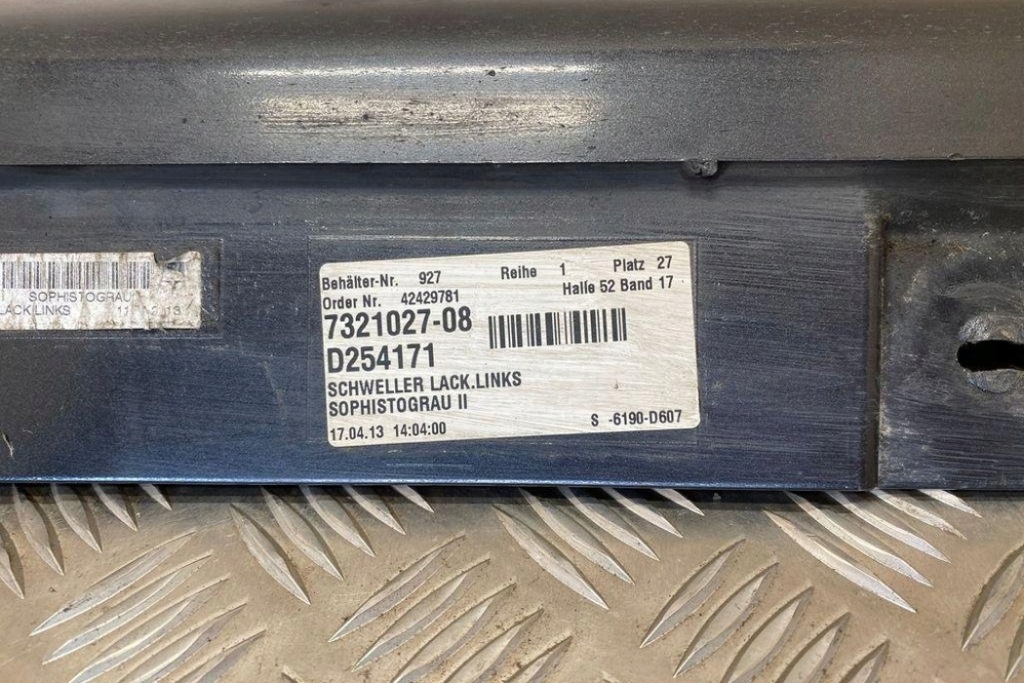 SOPHISTOGRAU
LACK.LINKS
Behälter-Nr. 927 Reihe 1 Platz 27
Order Nr. 42429781 Halle 52 Band 17
7321027-08
D254171
SCHWELLER LACK.LINKS
SOPHISTOGRAU II
17.04.13 14:04:00 S -6190-D607